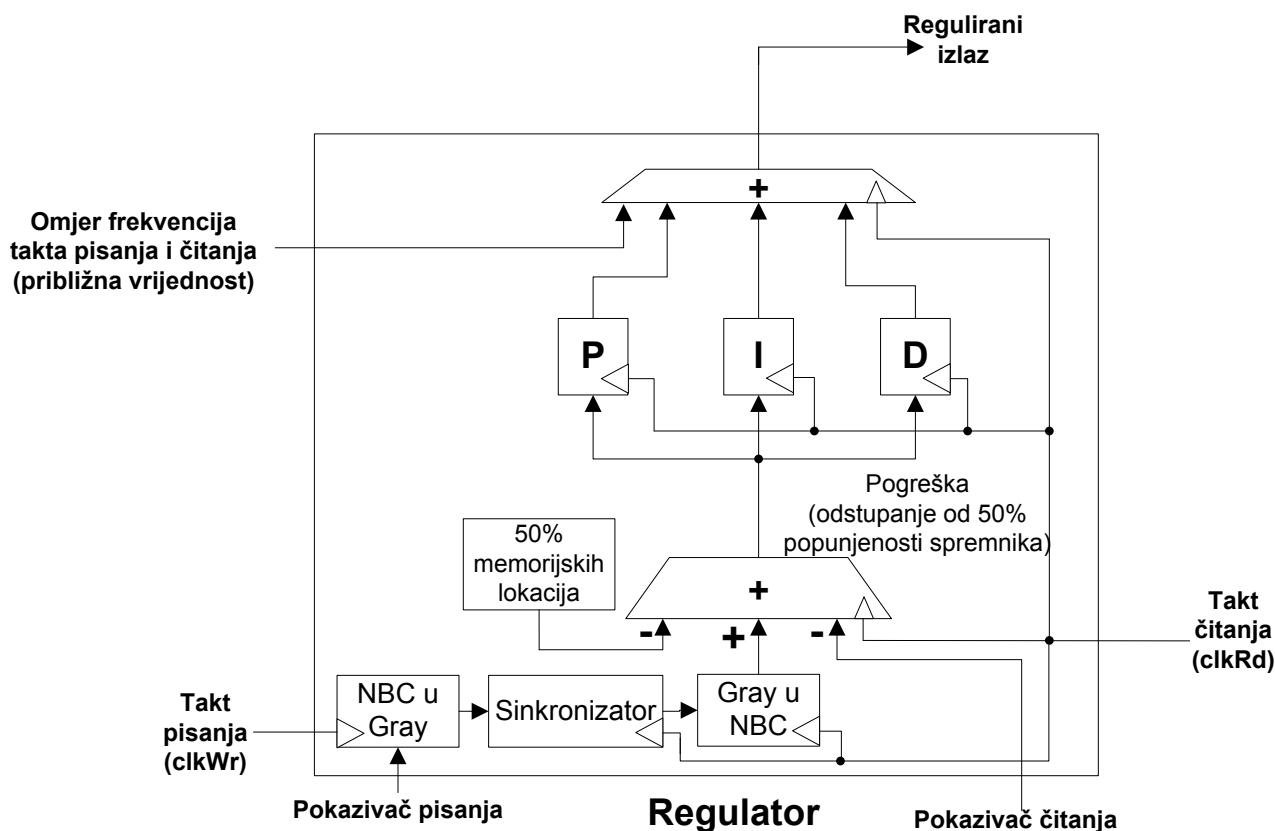 Regulirani
izlaz
+
Omjer frekvencija
takta pisanja i čitanja
(približna vrijednost)
P
I
D
Pogreška
(odstupanje od 50%
popunjenosti spremnika)
50%
memorijskih
lokacija
+
-
+
-
Takt
čitanja
(clkRd)
NBC u
Gray
Sinkronizator
Gray u
NBC
Takt
pisanja
(clkWr)
Pokazivač pisanja
Regulator
Pokazivač čitanja